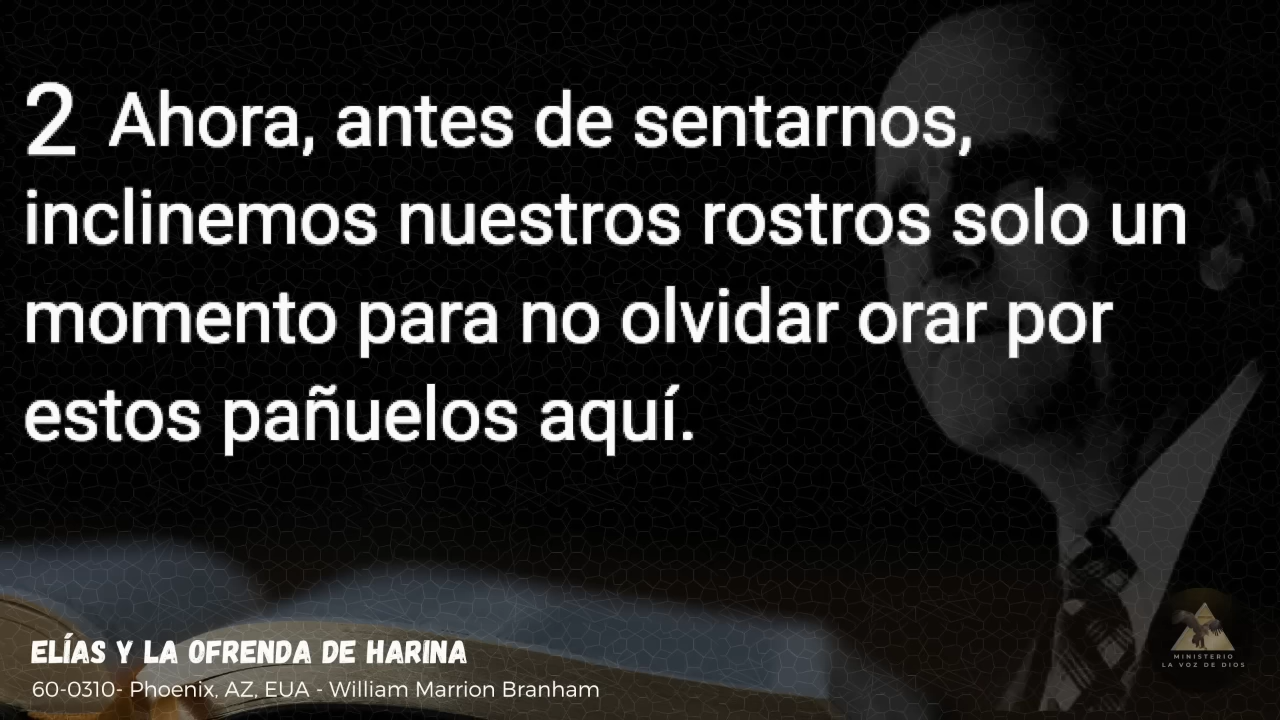 2 Ahora, antes de sentarnos,
inclinemos nuestros rostros solo un
momento para no olvidar orar por
estos pañuelos aquí.
ELÍAS Y LA OFRENDA DE HARINA
60-0310- Phoenix, AZ, EUA - William Marrion Branham
MINISTERIO
LA VOZ DE DIOS